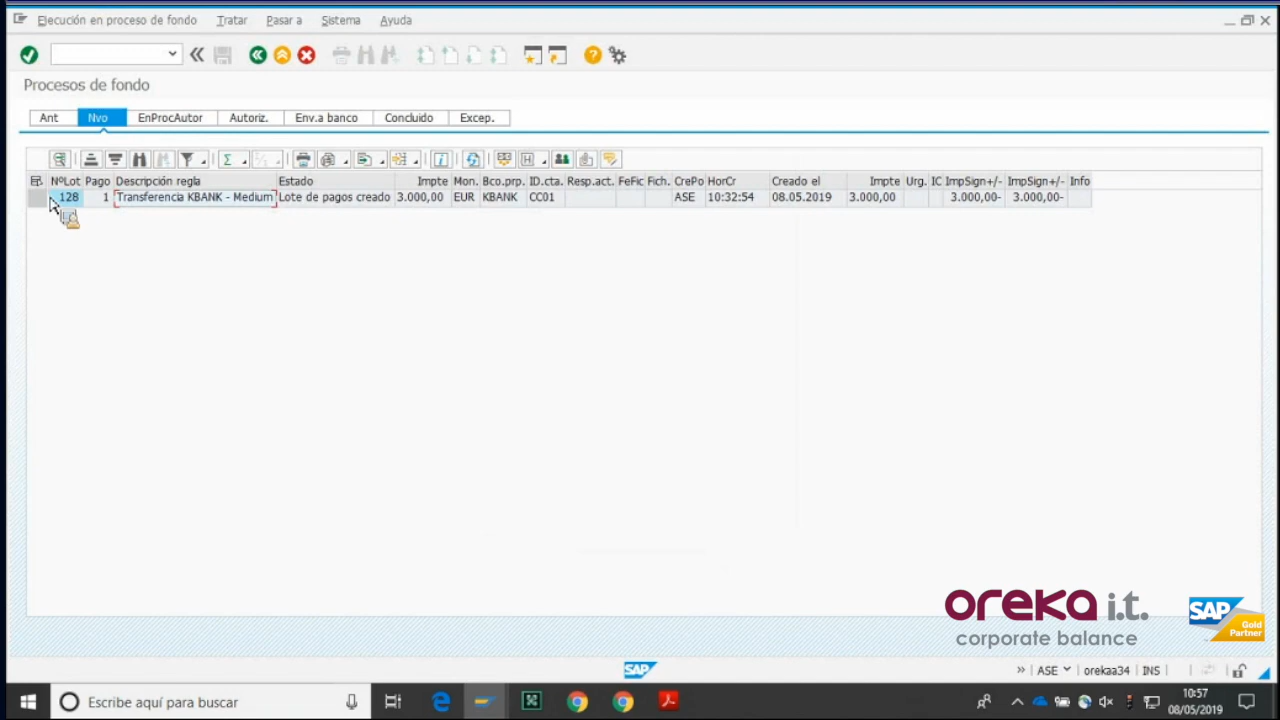 Ejecución en proceso de fondo Tratar Pasar a Sistema Ayuda
Procesos de fondo
Ant Nvo EnProcAutor Autoriz. Env.a banco Concluido Excep.
NºLot Pago Descripción regla Estado Impte Mon. Bco.prp. ID.cta. Resp.act. FeFic Fich. CrePo HorCr Creado el Impte Urg. IC ImpSign+/- ImpSign+/- Info
128 1 Transferencia KBANK - Medium Lote de pagos creado 3.000,00 EUR KBANK CC01 ASE 10:32:54 08.05.2019 3.000,00 3.000,00- 3.000,00-
oreka i.t.
corporate balance
SAP
Gold
Partner
SAP
» ASE orekaa34 INS
Escribe aquí para buscar
10:57
08/05/2019